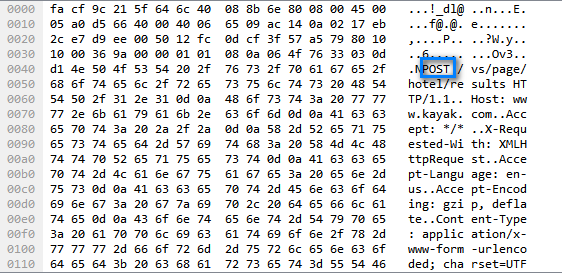 0000 fa cf 9c 21 5f 64 6c 40 08 8b 6e 80 08 00 45 00 ...!_dl@ ..n...E.
0010 05 a0 d5 66 40 00 40 06 65 09 ac 14 0a 02 17 eb ...f@.@. e.......
0020 2c e7 d9 ee 00 50 12 fc 0d cf 3f 57 a5 79 80 10 ,....P.. ..?W.y..
0030 10 00 36 9a 00 00 01 01 08 0a 06 4f 76 33 03 0d ..6..... ...Ov3..
0040 d1 4e 50 4f 53 54 20 2f 76 73 2f 70 61 67 65 2f .NPOST / vs/page/
0050 68 6f 74 65 6c 2f 72 65 73 75 6c 74 73 20 48 54 hotel/re sults HT
0060 54 50 2f 31 2e 31 0d 0a 48 6f 73 74 3a 20 77 77 TP/1.1.. Host: ww
0070 77 2e 6b 61 79 61 6b 2e 63 6f 6d 0d 0a 41 63 63 w.kayak. com..Acc
0080 65 70 74 3a 20 2a 2f 2a 0d 0a 58 2d 52 65 71 75 ept: */* ..X-Requ
0090 65 73 74 65 64 2d 57 69 74 68 3a 20 58 4d 4c 48 ested-Wi th: XMLH
00a0 74 74 70 52 65 71 75 65 73 74 0d 0a 41 63 63 65 ttpReque st..Acce
00b0 70 74 2d 4c 61 6e 67 75 61 67 65 3a 20 65 6e 2d pt-Langu age: en-
00c0 75 73 0d 0a 41 63 63 65 70 74 2d 45 6e 63 6f 64 us..Acce pt-Encod
00d0 69 6e 67 3a 20 67 7a 69 70 2c 20 64 65 66 6c 61 ing: gzi p, defla
00e0 74 65 0d 0a 43 6f 6e 74 65 6e 74 2d 54 79 70 65 te..Cont ent-Type
00f0 3a 20 61 70 70 6c 69 63 61 74 69 6f 6e 2f 78 2d : applic ation/x-
0100 77 77 77 2d 66 6f 72 6d 2d 75 72 6c 65 6e 63 6f www-form -urlenco
0110 64 65 64 3b 20 63 68 61 72 73 65 74 3d 55 54 46 ded; cha rset=UTF